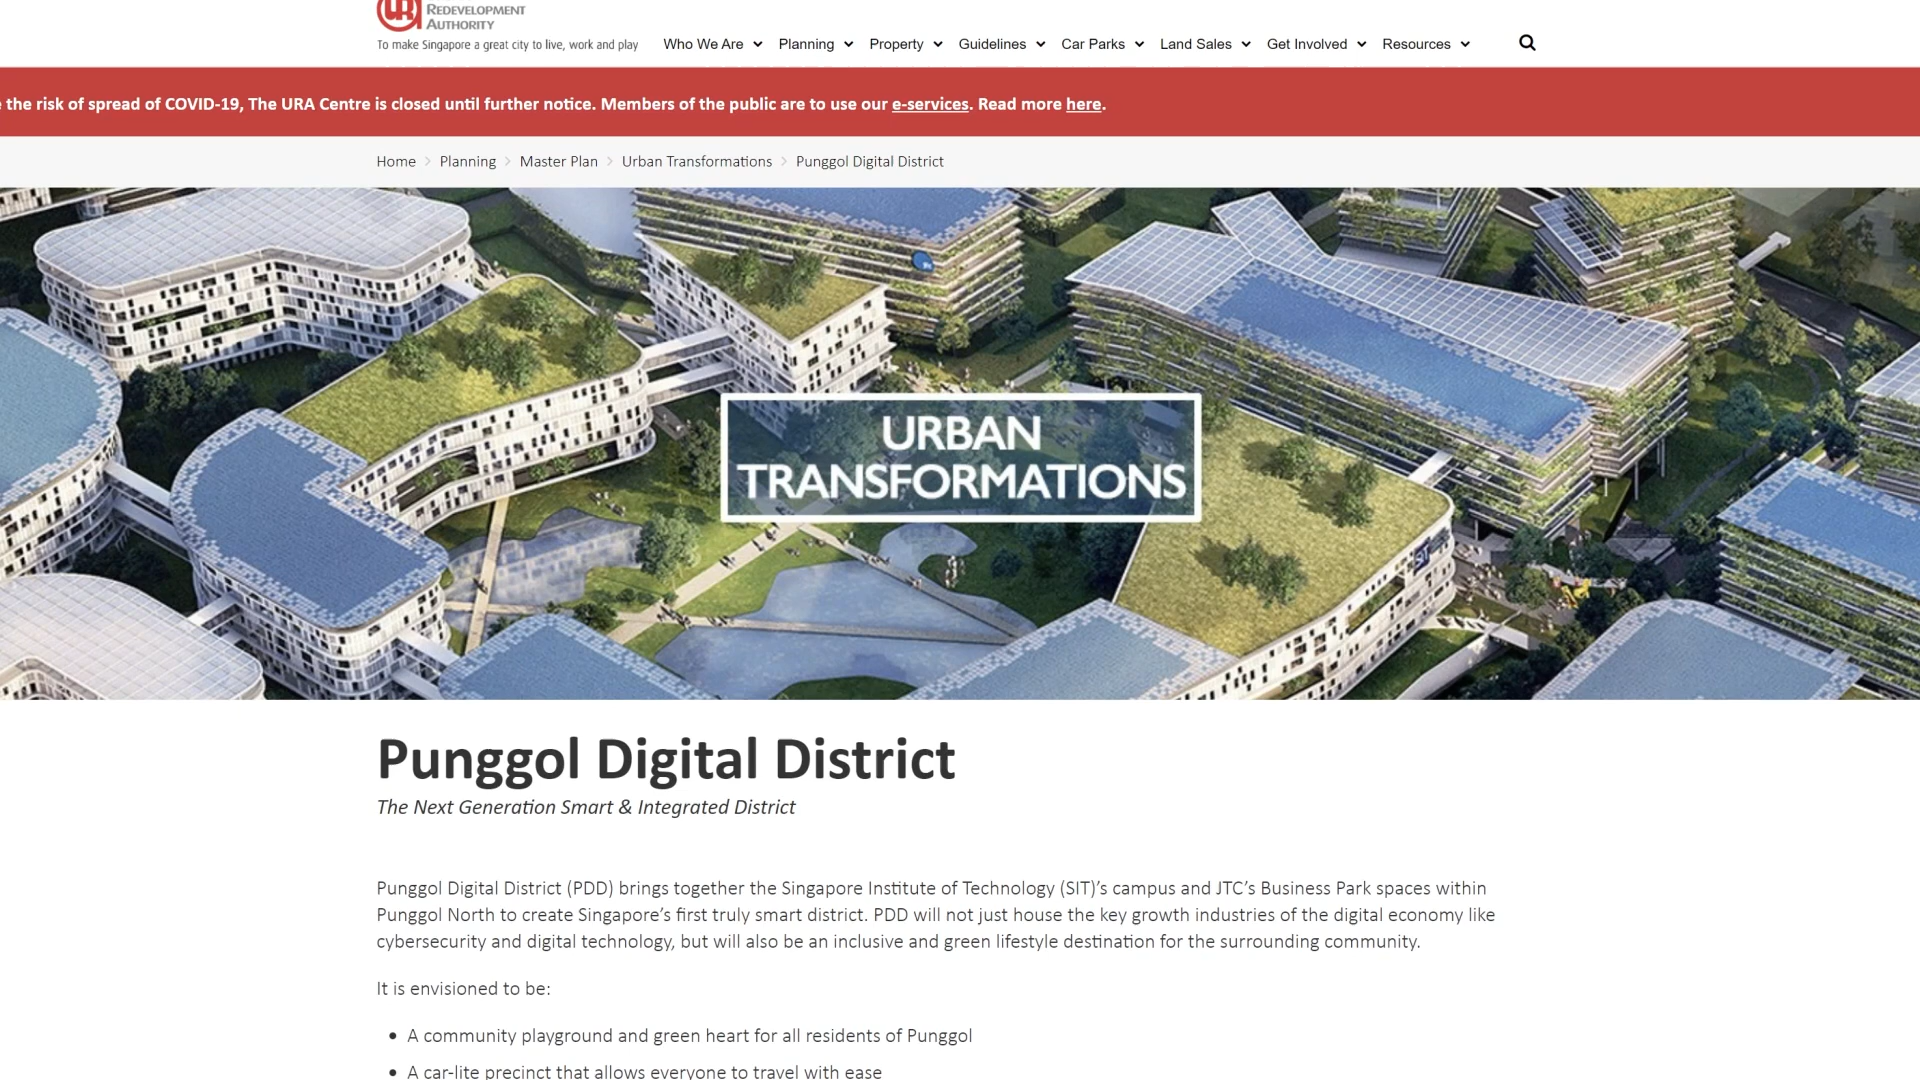 REDEVELOPMENT
AUTHORITY
To make Singapore a great city to live, work and play
Who We Are Planning Property Guidelines Car Parks Land Sales Get Involved Resources
the risk of spread of COVID-19, The URA Centre is closed until further notice. Members of the public are to use our e-services. Read more here.
Home > Planning > Master Plan > Urban Transformations > Punggol Digital District
URBAN
TRANSFORMATIONS
SIT
Punggol Digital District
The Next Generation Smart & Integrated District
Punggol Digital District (PDD) brings together the Singapore Institute of Technology (SIT)’s campus and JTC’s Business Park spaces within
Punggol North to create Singapore’s first truly smart district. PDD will not just house the key growth industries of the digital economy like
cybersecurity and digital technology, but will also be an inclusive and green lifestyle destination for the surrounding community.
It is envisioned to be:
• A community playground and green heart for all residents of Punggol
• A car-lite precinct that allows everyone to travel with ease